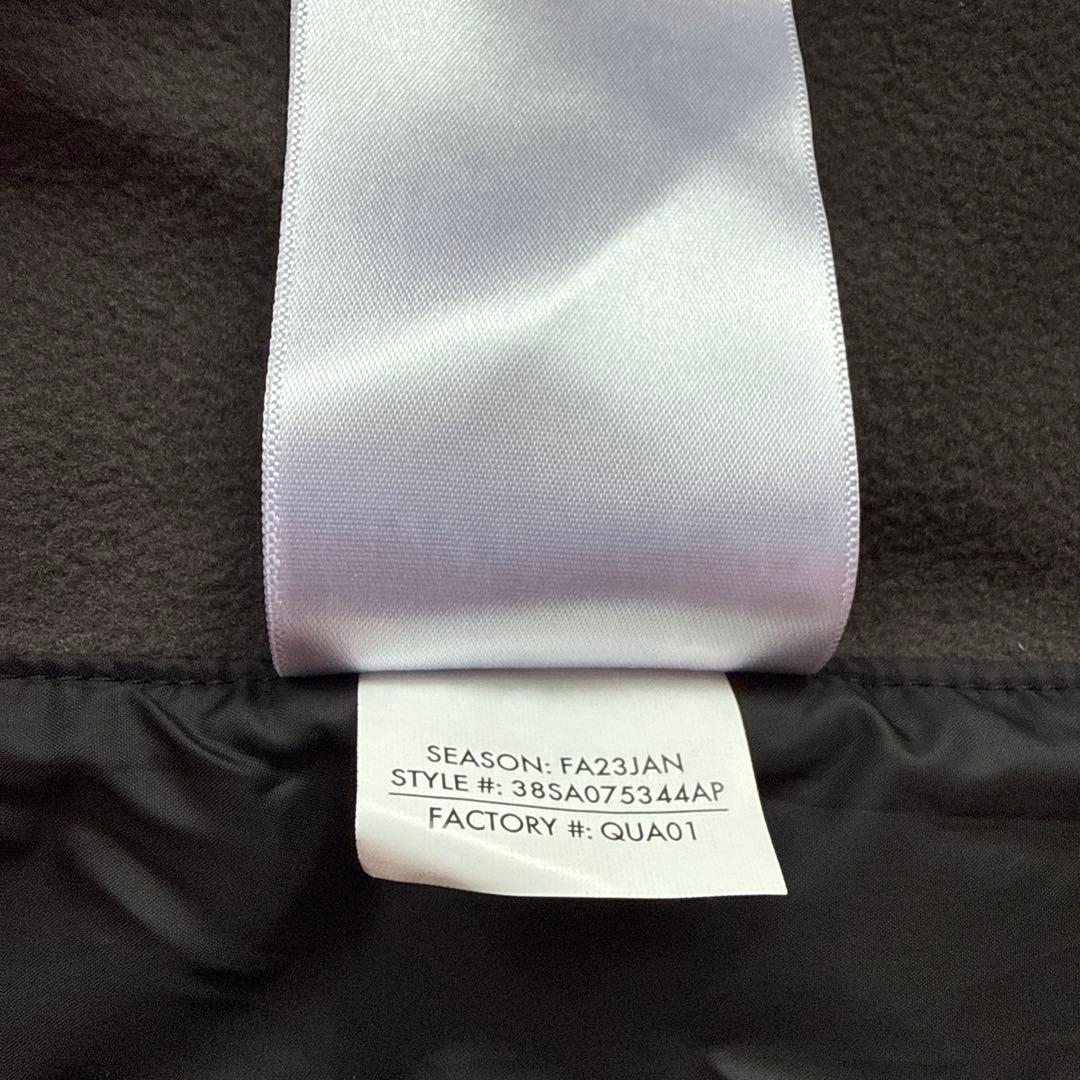 SEASON: FA23JAN
STYLE #: 38SA075344AP
FACTORY #: QUA01